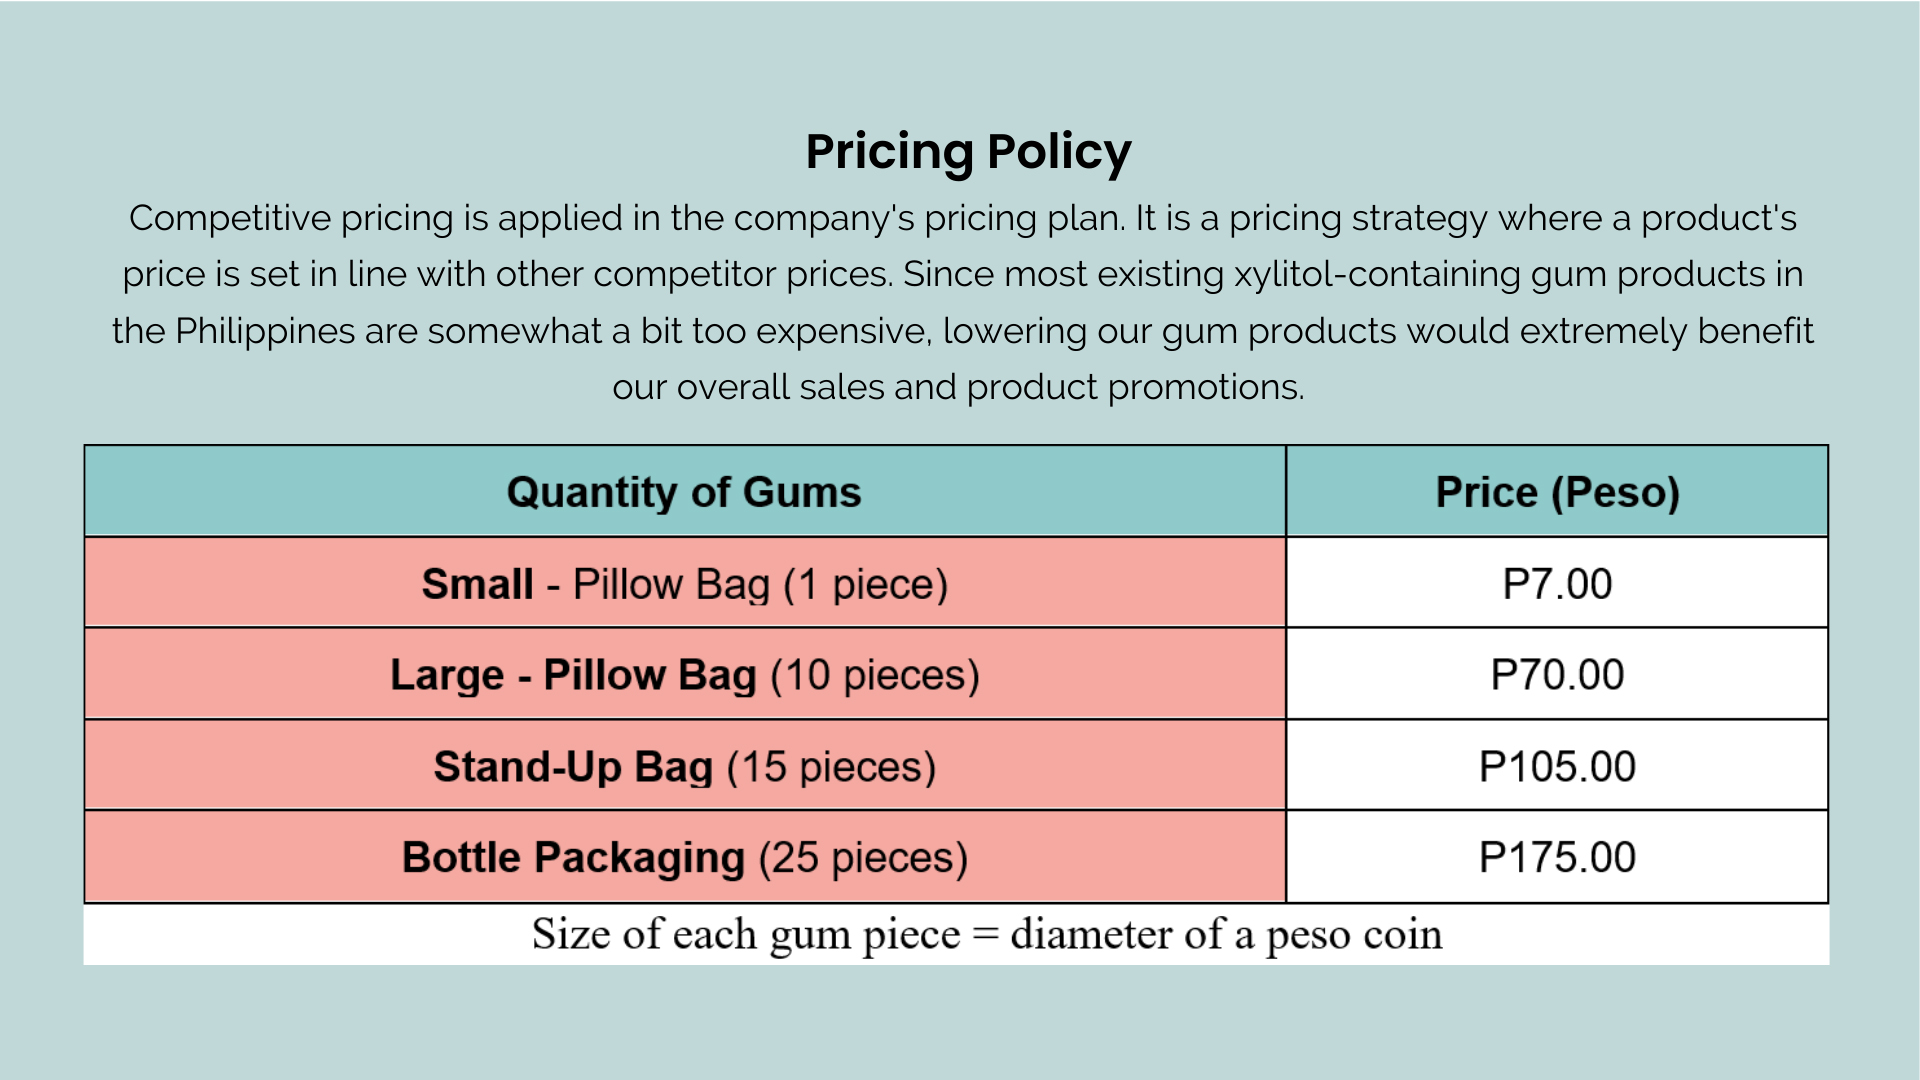 Pricing Policy
Competitive pricing is applied in the company's pricing plan. It is a pricing strategy where a product's
price is set in line with other competitor prices. Since most existing xylitol-containing gum products in
the Philippines are somewhat a bit too expensive, lowering our gum products would extremely benefit
our overall sales and product promotions.
Quantity of Gums Price (Peso)
Small - Pillow Bag (1 piece) P7.00
Large - Pillow Bag (10 pieces) P70.00
Stand-Up Bag (15 pieces) P105.00
Bottle Packaging (25 pieces) P175.00
Size of each gum piece = diameter of a peso coin